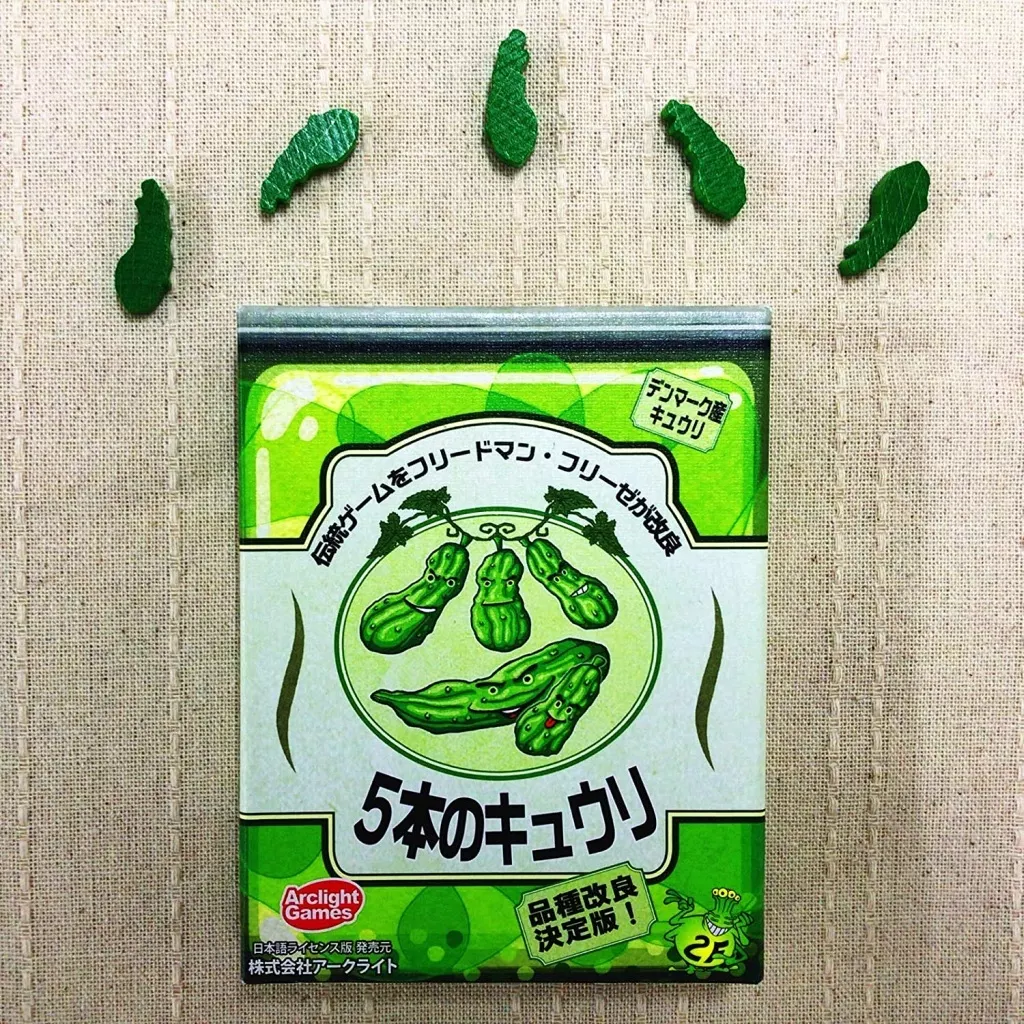 デンマーク産
キュウリ
伝統ゲームをフリードマン・フリーゼが改良
5本のキュウリ
品種改良
決定版！
Arclight
Games
2F
日本語ライセンス版 発売元
株式会社アークライト